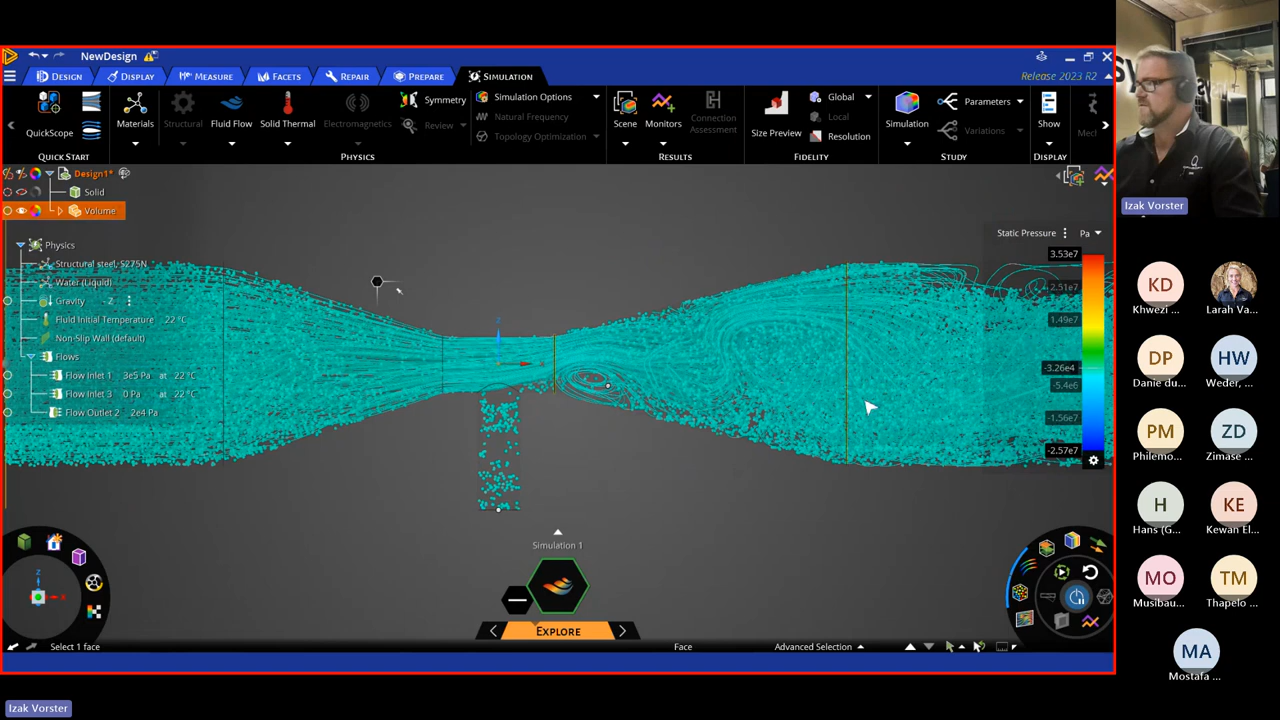 NewDesign
DESIGN DISPLAY MEASURE FACETS REPAIR PREPARE SIMULATION
Release 2023 R2
QuickScope
Materials
Structural
Fluid Flow
Solid Thermal
Electromagnetics
Symmetry
Review
Simulation Options
Natural Frequency
Topology Optimization
Scene
Monitors
Connection
Assessment
Size Preview
Global
Local
Resolution
Simulation
Parameters
Variations
Show
QUICK START PHYSICS RESULTS FIDELITY STUDY DISPLAY
Design1*
Solid
Volume
Physics
Structural steel, S275N
Water (Liquid)
Gravity -Z
Fluid Initial Temperature 22 °C
Non-Slip Wall (default)
Flows
Flow Inlet 1 3e5 Pa at 22 °C
Flow Inlet 3 0 Pa at 22 °C
Flow Outlet 2 2e4 Pa
Z
X
Static Pressure Pa
3.53e7
2.51e7
1.49e7
-3.26e4
-5.4e6
-1.56e7
-2.57e7
Simulation 1
EXPLORE
Z
X
Select 1 face
Face
Advanced Selection
Izak Vorster
KD
Khwezi ...
Larah Va...
DP
Danie du...
HW
Weder, ...
PM
Philemo...
ZD
Zimase ...
H
Hans (G...
KE
Kewan El...
MO
Musibau...
TM
Thapelo ...
MA
Mostafa ...
Izak Vorster